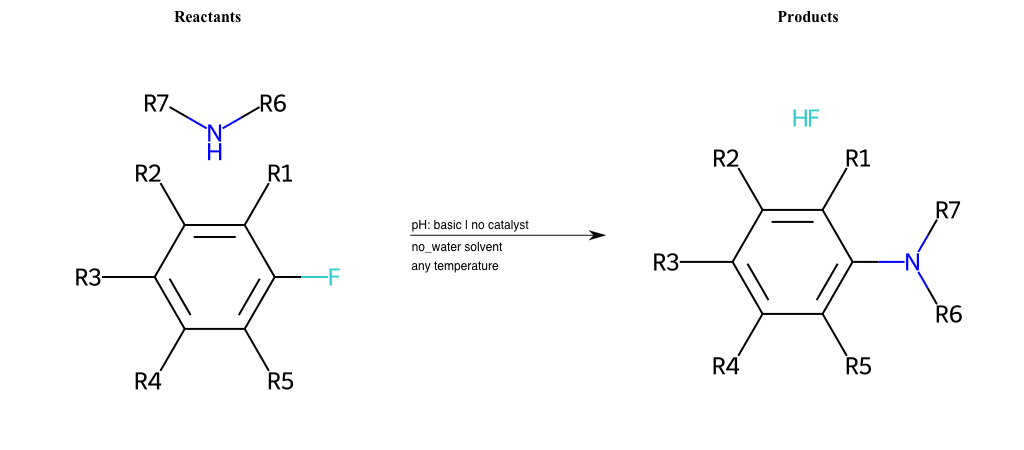 Reactants
Products
R7
R6
N
H
HF
R2
R1
R2
R1
R7
pH: basic | no catalyst
no_water solvent
any temperature
R3
F
R3
N
R6
R4
R5
R4
R5